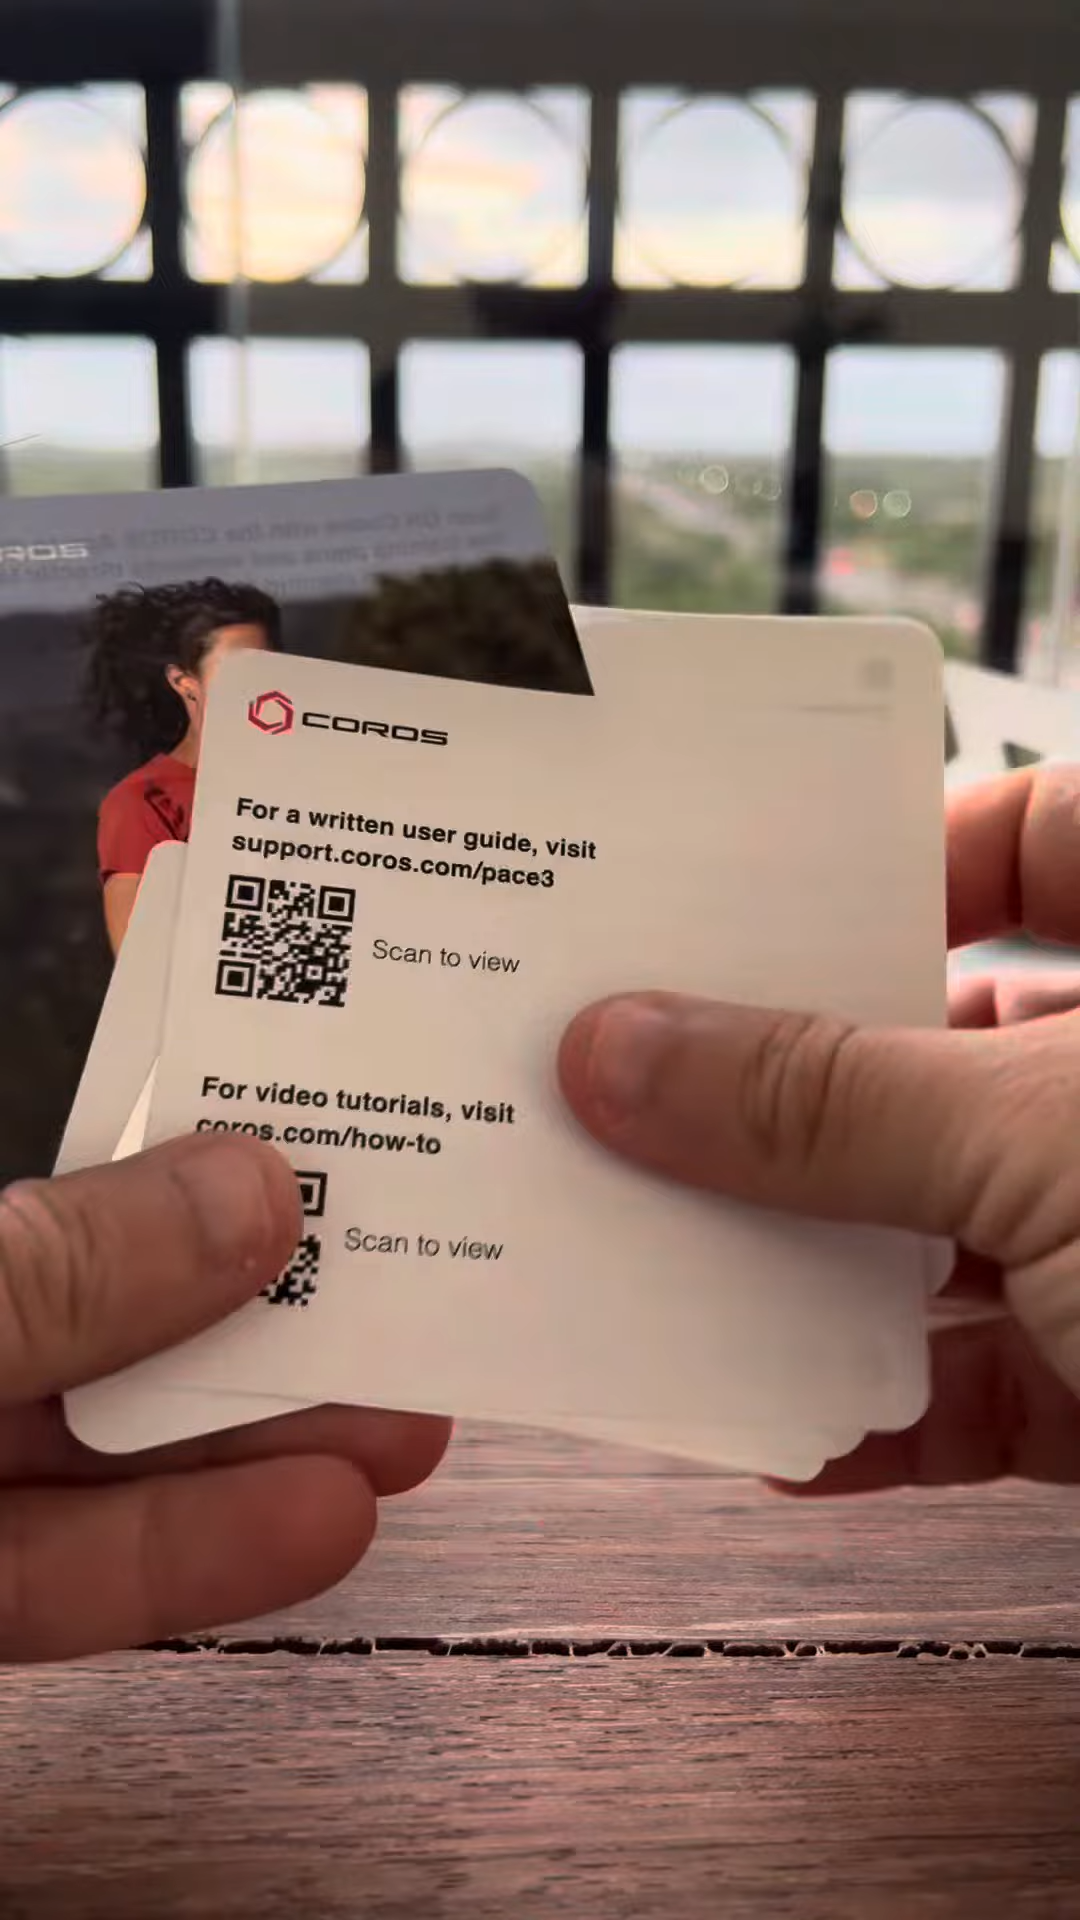 COROS
For a written user guide, visit
support.coros.com/pace3
Scan to view
For video tutorials, visit
coros.com/how-to
Scan to view